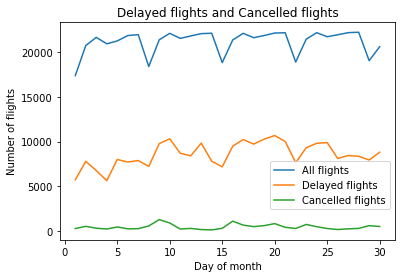 Delayed flights and Cancelled flights
Number of flights
20000
15000
10000
5000
0
All flights
Delayed flights
Cancelled flights
0 5 10 15 20 25 30
Day of month